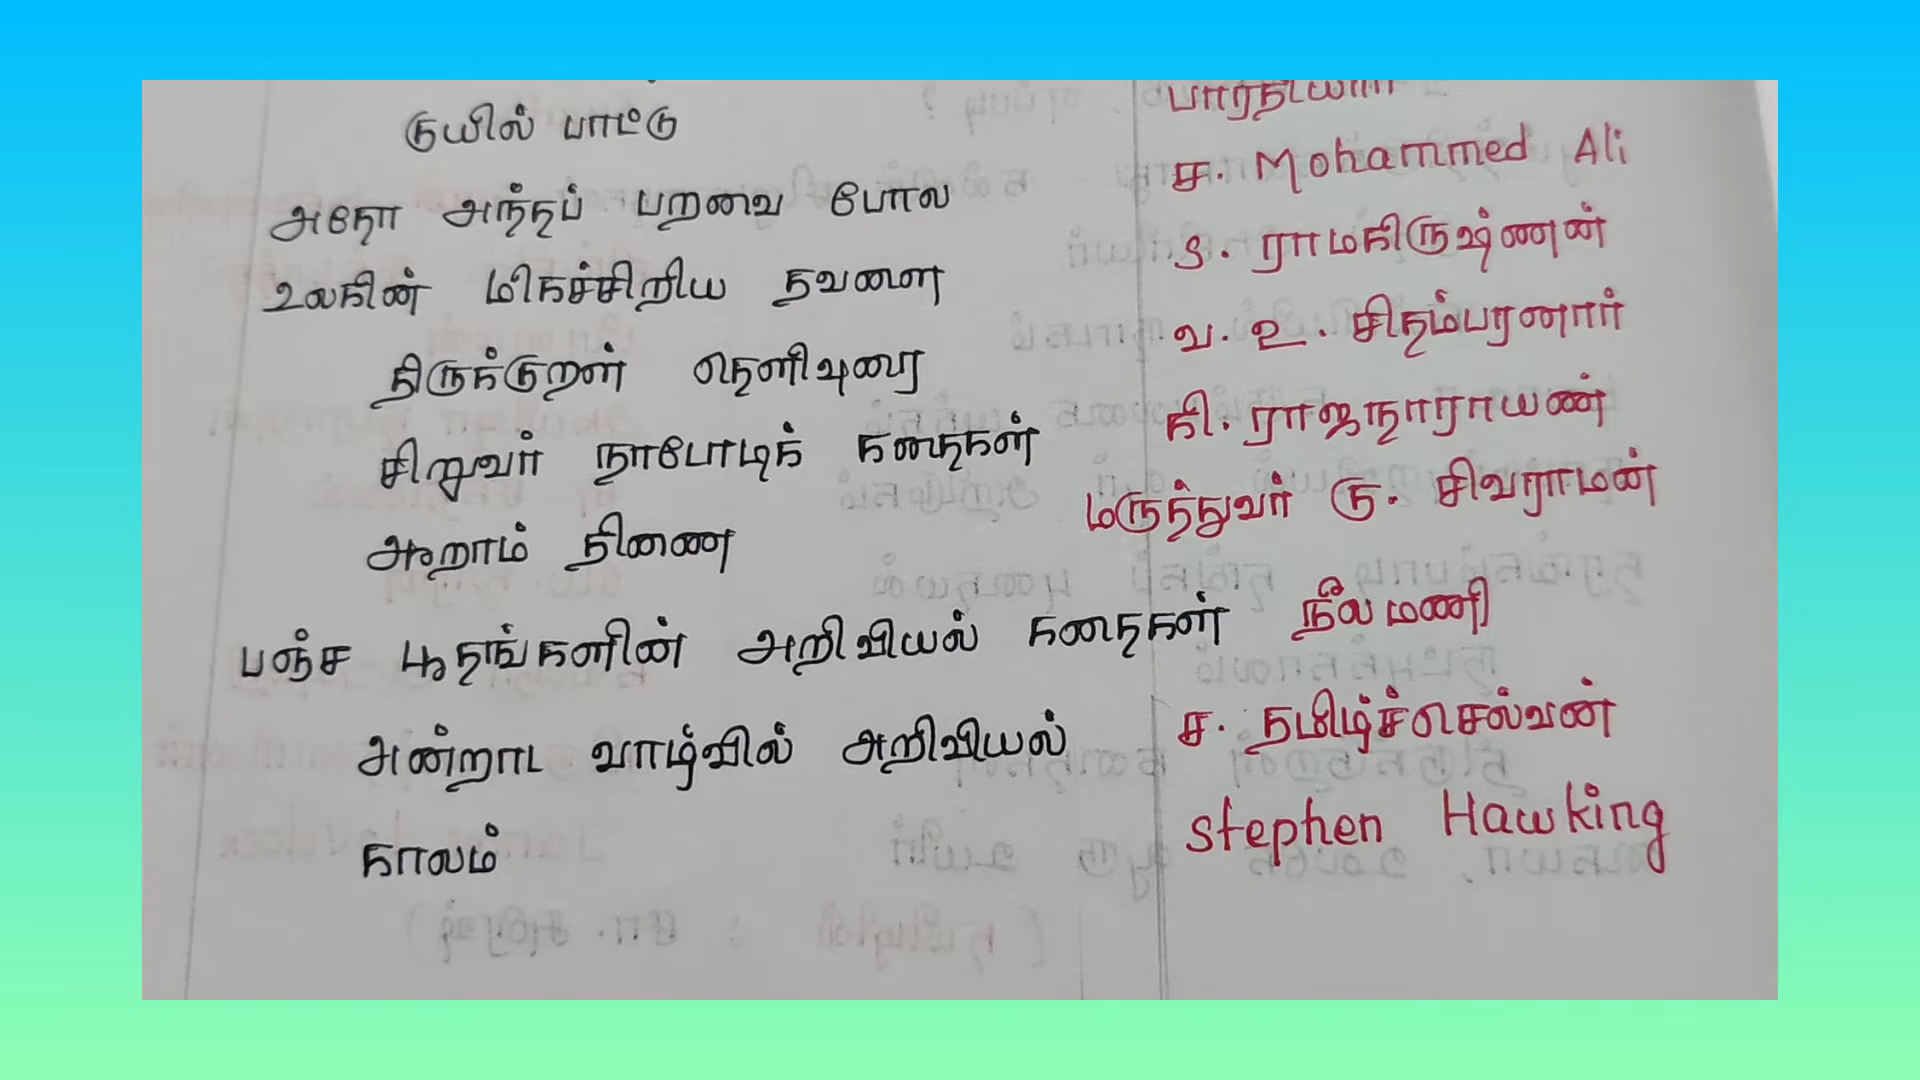 குயில் பாட்டு பாரதியார்
அதோ அந்தப் பறவை போல ச. Mohammed Ali
உலகின் மிகச்சிறிய தவளை S. ராமகிருஷ்ணன்
திருக்குறள் தெளிவுரை வ. உ. சிதம்பரனார்
சிறுவர் நாடோடிக் கதைகள் கி. ராஜநாராயண்
ஆறாம் திணை மருத்துவர் கு. சிவராமன்
பஞ்ச பூதங்களின் அறிவியல் கதைகள் நீலமணி
அன்றாட வாழ்வில் அறிவியல் ச. தமிழ்ச்செல்வன்
காலம் Stephen Hawking